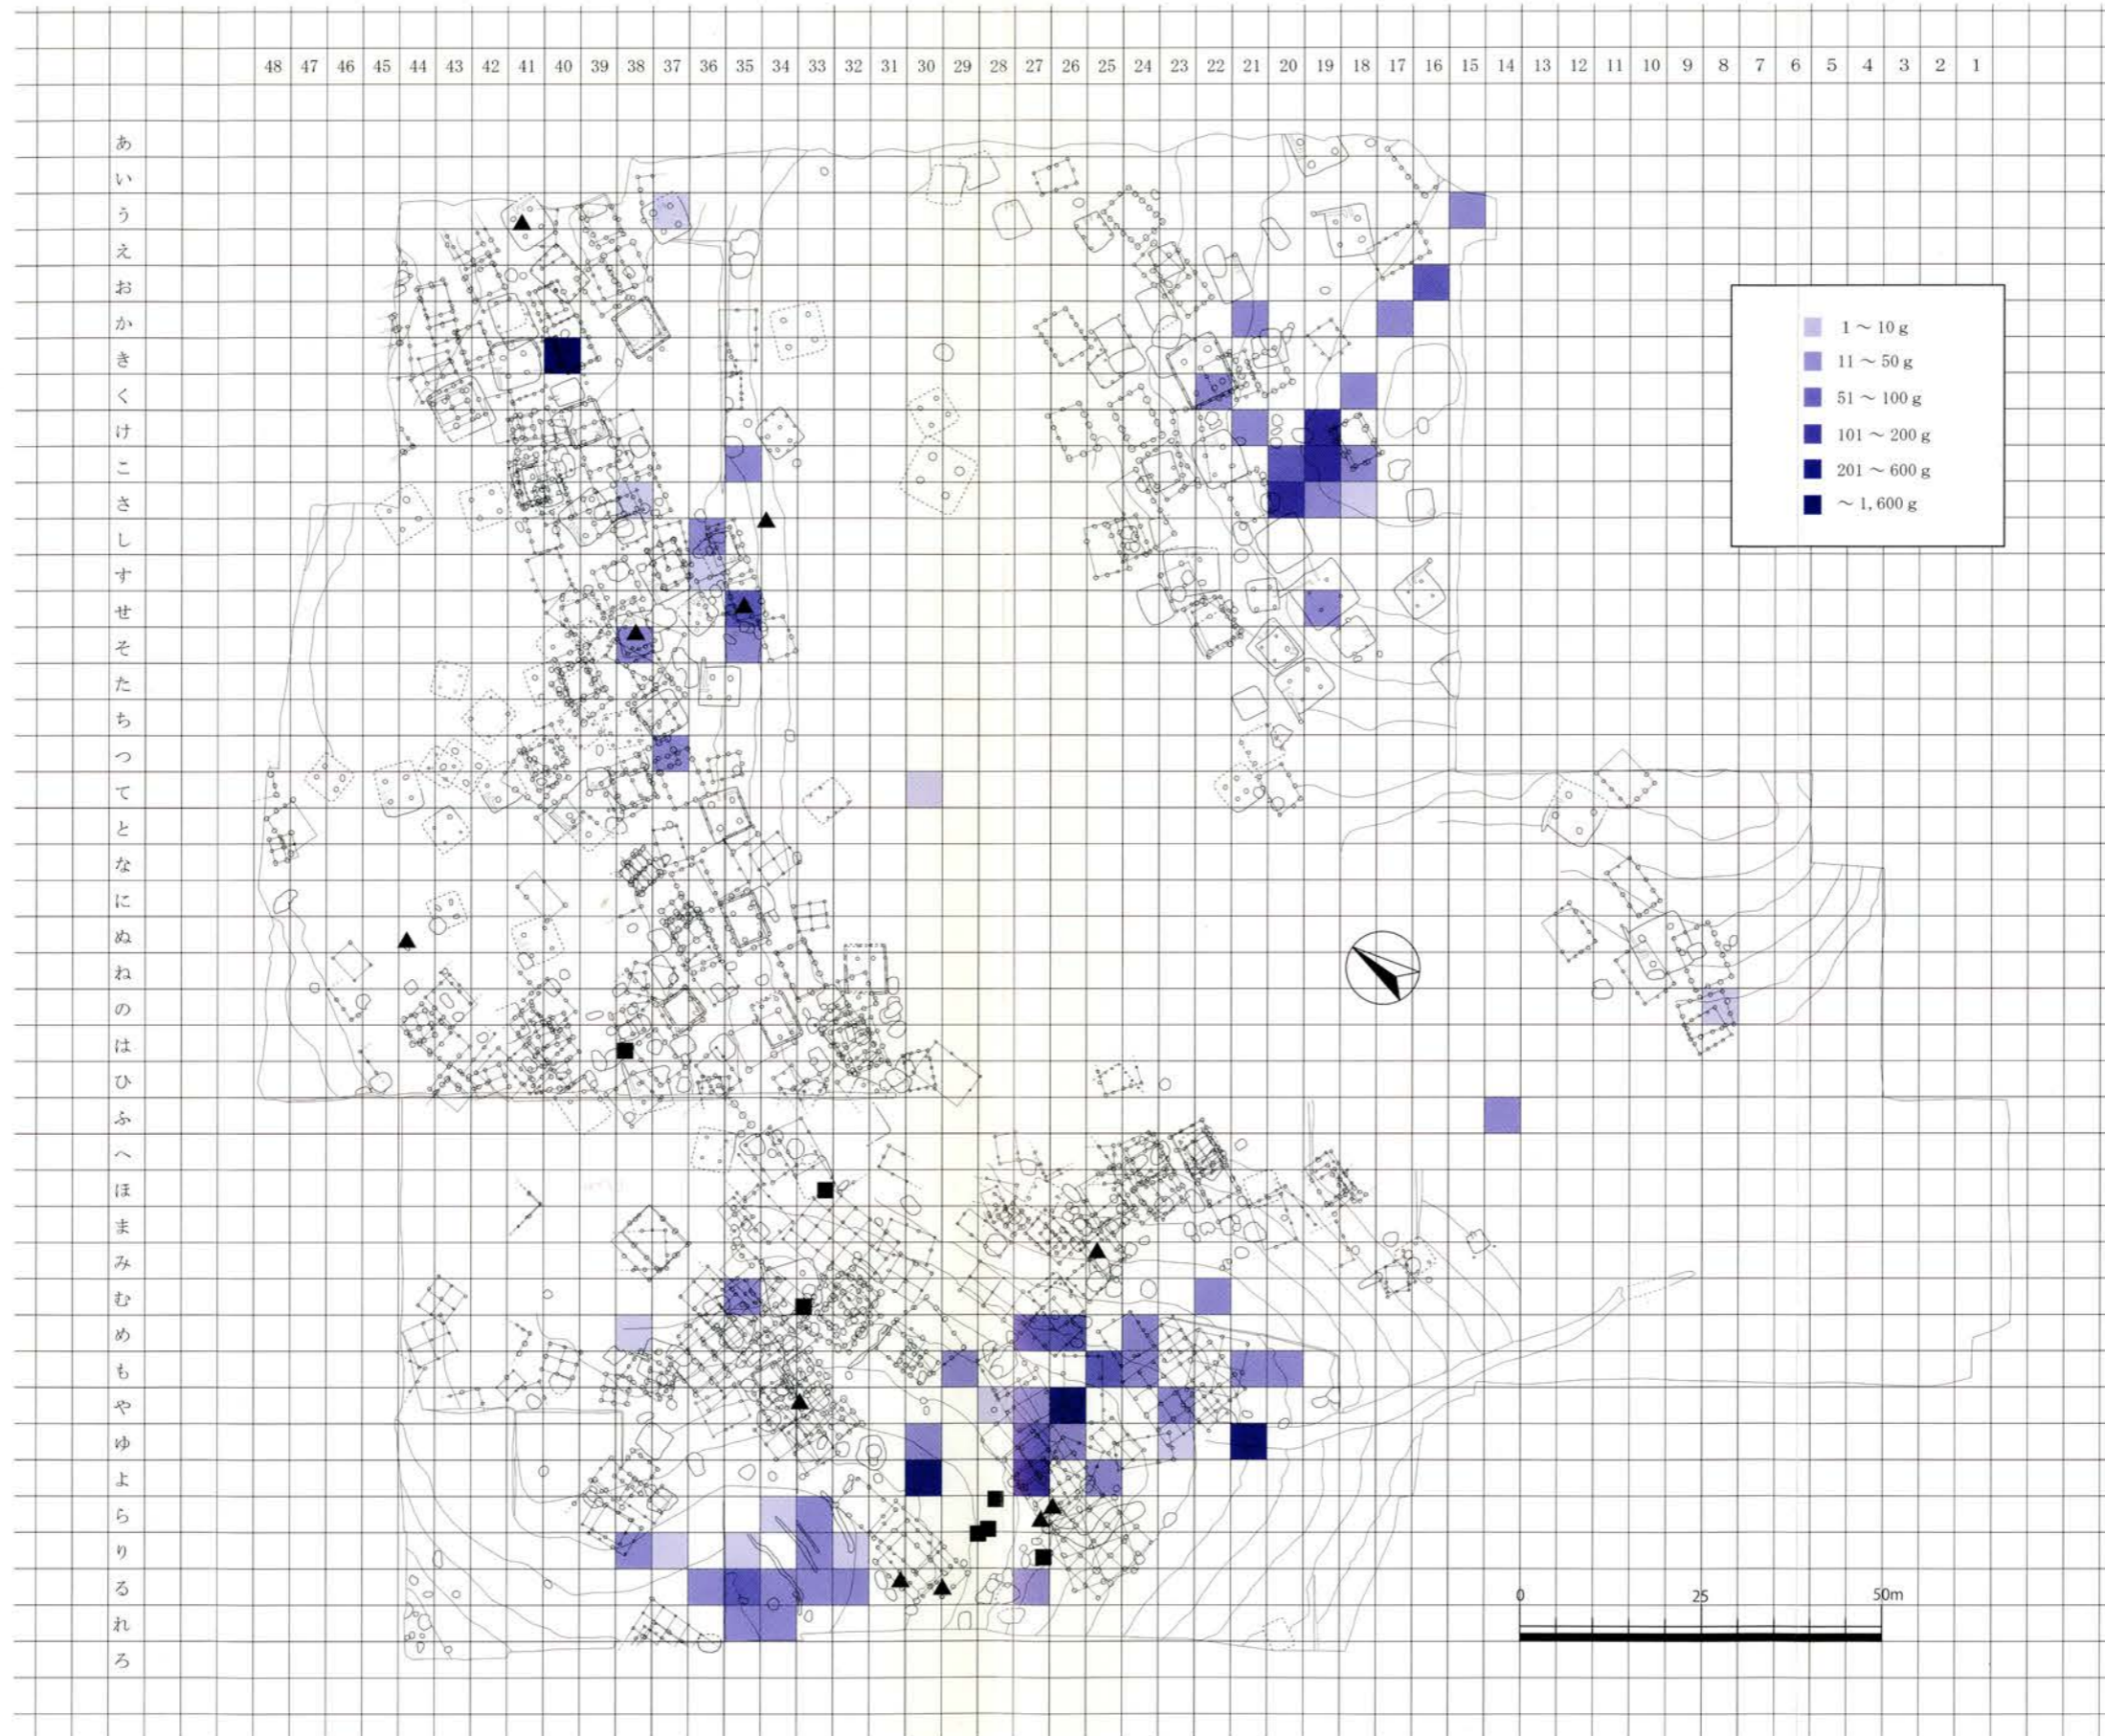 48 47 46 45 44 43 42 41 40 39 38 37 36 35 34 33 32 31 30 29 28 27 26 25 24 23 22 21 20 19 18 17 16 15 14 13 12 11 10 9 8 7 6 5 4 3 2 1
あ
い
う
え
お
か
き
く
け
こ
さ
し
す
せ
そ
た
ち
つ
て
と
な
に
ぬ
ね
の
は
ひ
ふ
へ
ほ
ま
み
む
め
も
や
ゆ
よ
ら
り
る
れ
ろ
1 ~ 10 g
11 ~ 50 g
51 ~ 100 g
101 ~ 200 g
201 ~ 600 g
~ 1,600 g
0 25 50m